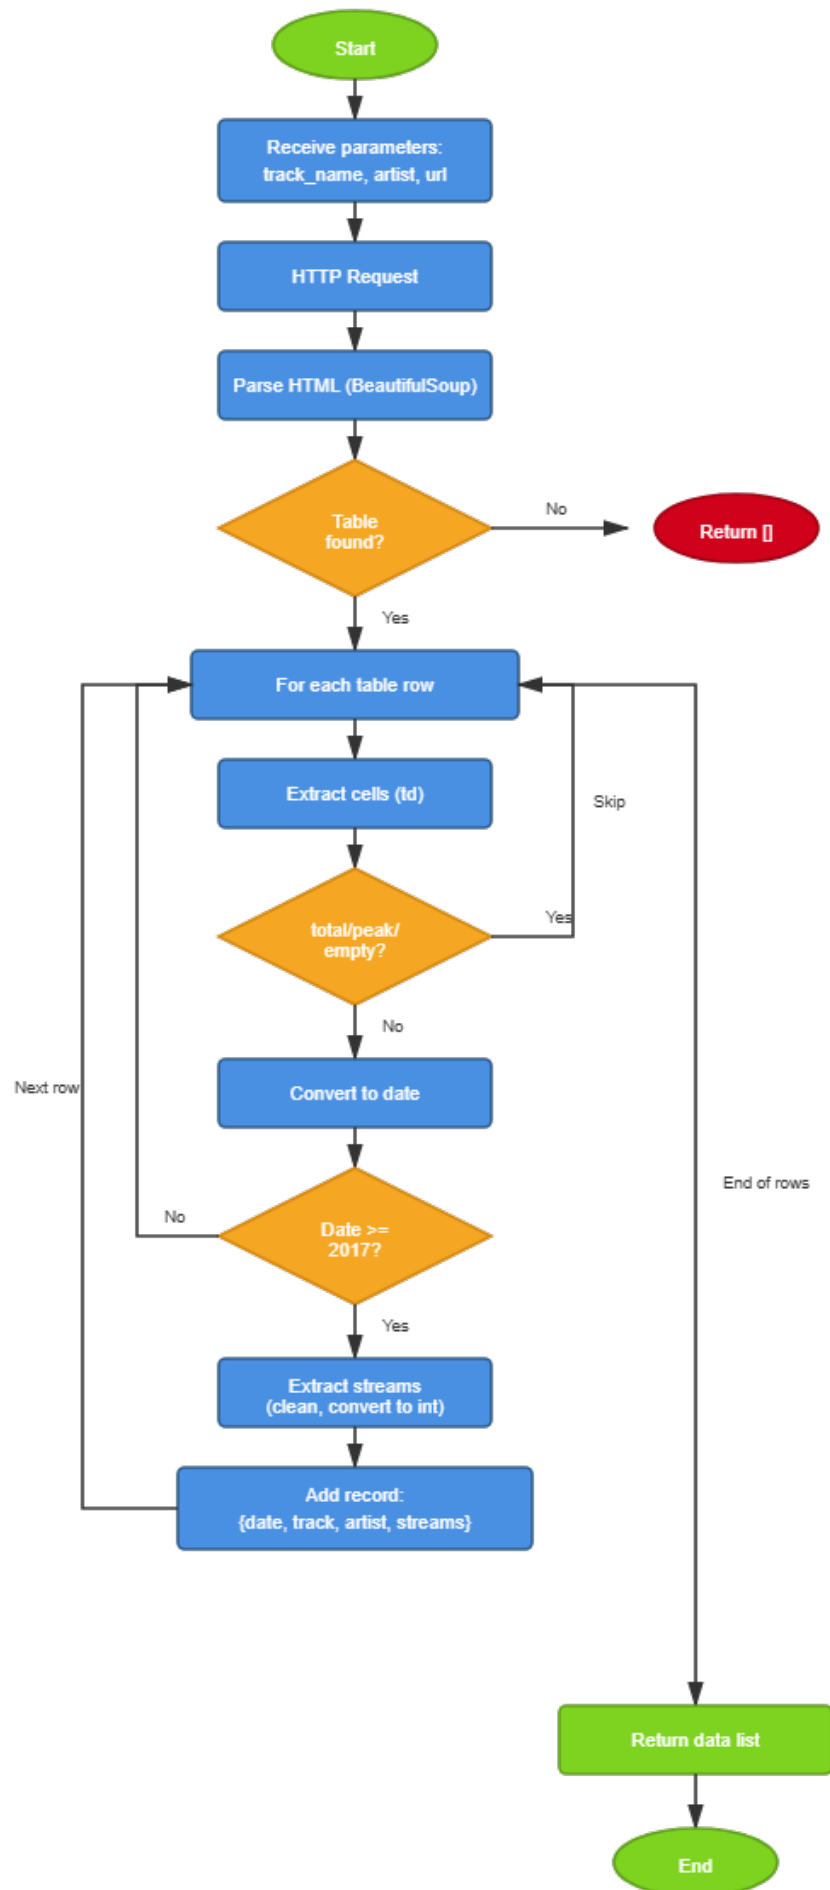 Start
Receive parameters:
track_name, artist, url
HTTP Request
Parse HTML (BeautifulSoup)
Table
found?
No
Return []
Yes
For each table row
Extract cells (td)
Skip
total/peak/
empty?
Yes
No
Next row
Convert to date
End of rows
No
Date >=
2017?
Yes
Extract streams
(clean, convert to int)
Add record:
{date, track, artist, streams}
Return data list
End